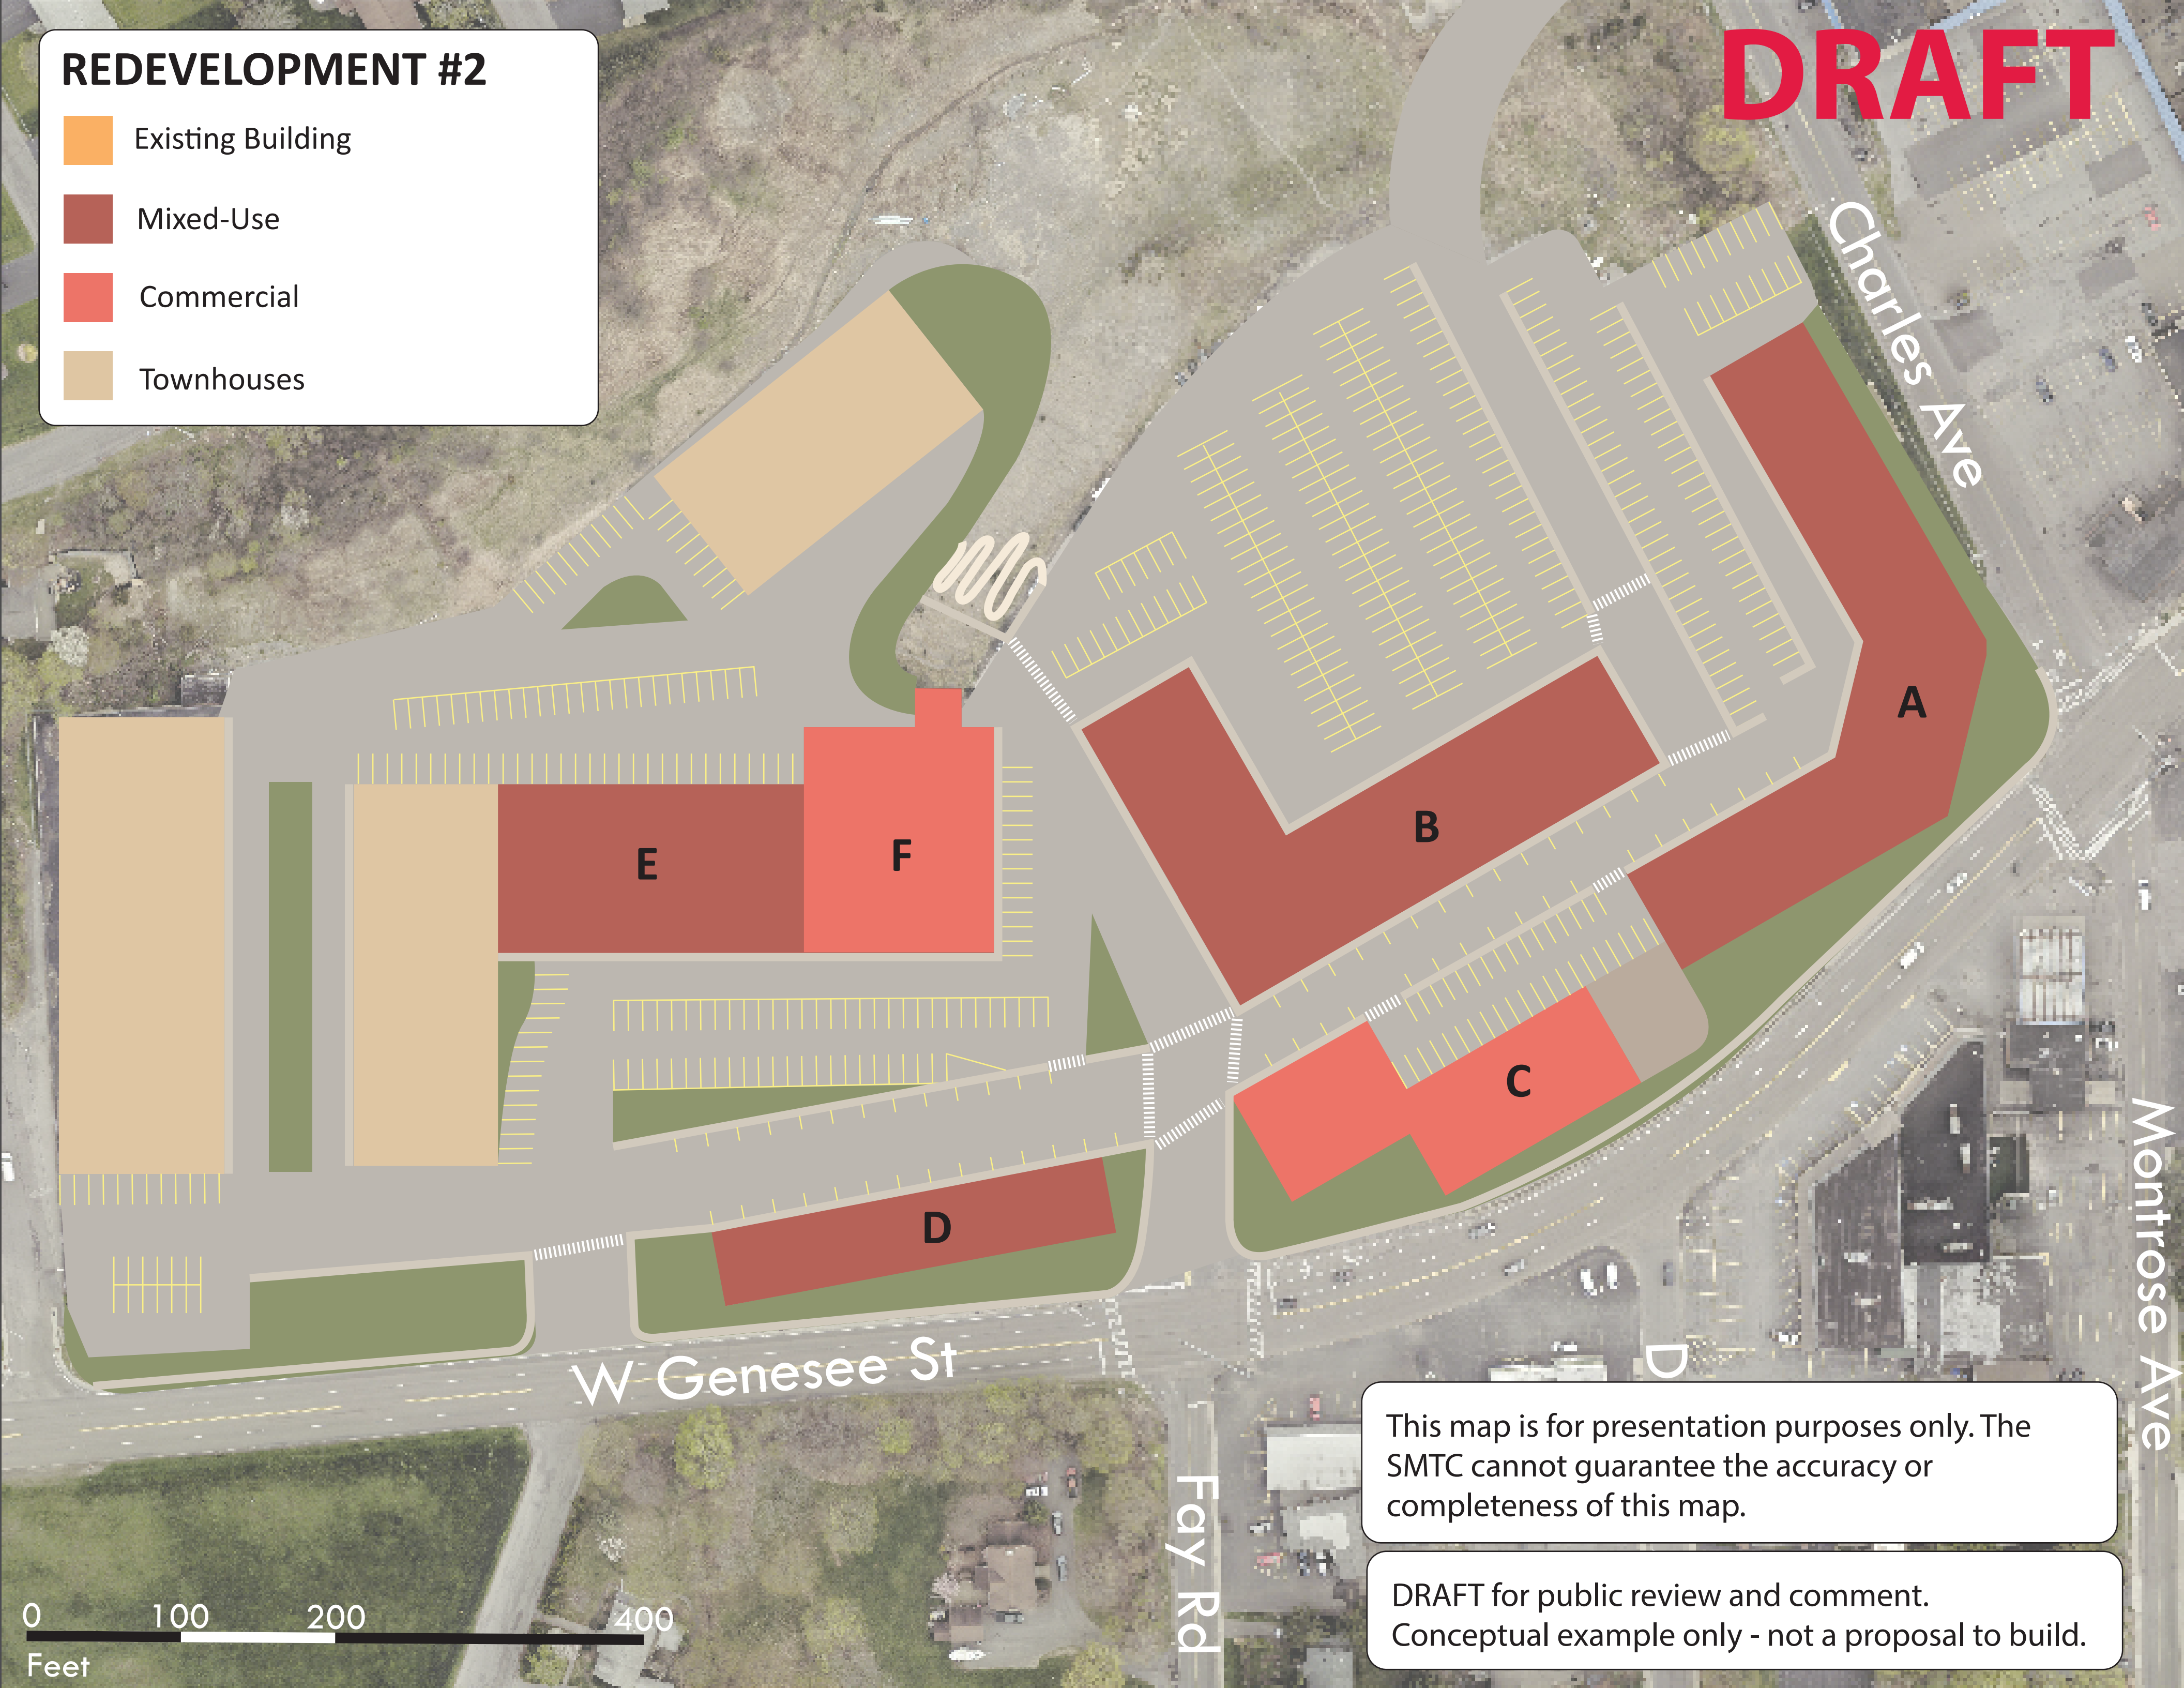 REDEVELOPMENT #2
Existing Building
Mixed-Use
Commercial
Townhouses
DRAFT
Charles Ave
A
B
E
F
C
D
W Genesee St
D
Montrose Ave
Fay Rd
This map is for presentation purposes only. The
SMTC cannot guarantee the accuracy or
completeness of this map.
DRAFT for public review and comment.
Conceptual example only - not a proposal to build.
0 100 200 400
Feet